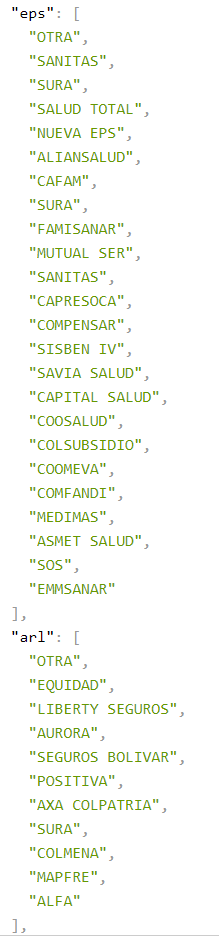 "eps": [
"OTRA",
"SANITAS",
"SURA",
"SALUD TOTAL",
"NUEVA EPS",
"ALIANSALUD",
"CAFAM",
"SURA",
"FAMISANAR",
"MUTUAL SER",
"SANITAS",
"CAPRESOCA",
"COMPENSAR",
"SISBEN IV",
"SAVIA SALUD",
"CAPITAL SALUD",
"COOSALUD",
"COLSUBSIDIO",
"COOMEVA",
"COMFANDI",
"MEDIMAS",
"ASMET SALUD",
"SOS",
"EMMSANAR"
],
"arl": [
"OTRA",
"EQUIDAD",
"LIBERTY SEGUROS",
"AURORA",
"SEGUROS BOLIVAR",
"POSITIVA",
"AXA COLPATRIA",
"SURA",
"COLMENA",
"MAPFRE",
"ALFA"
],